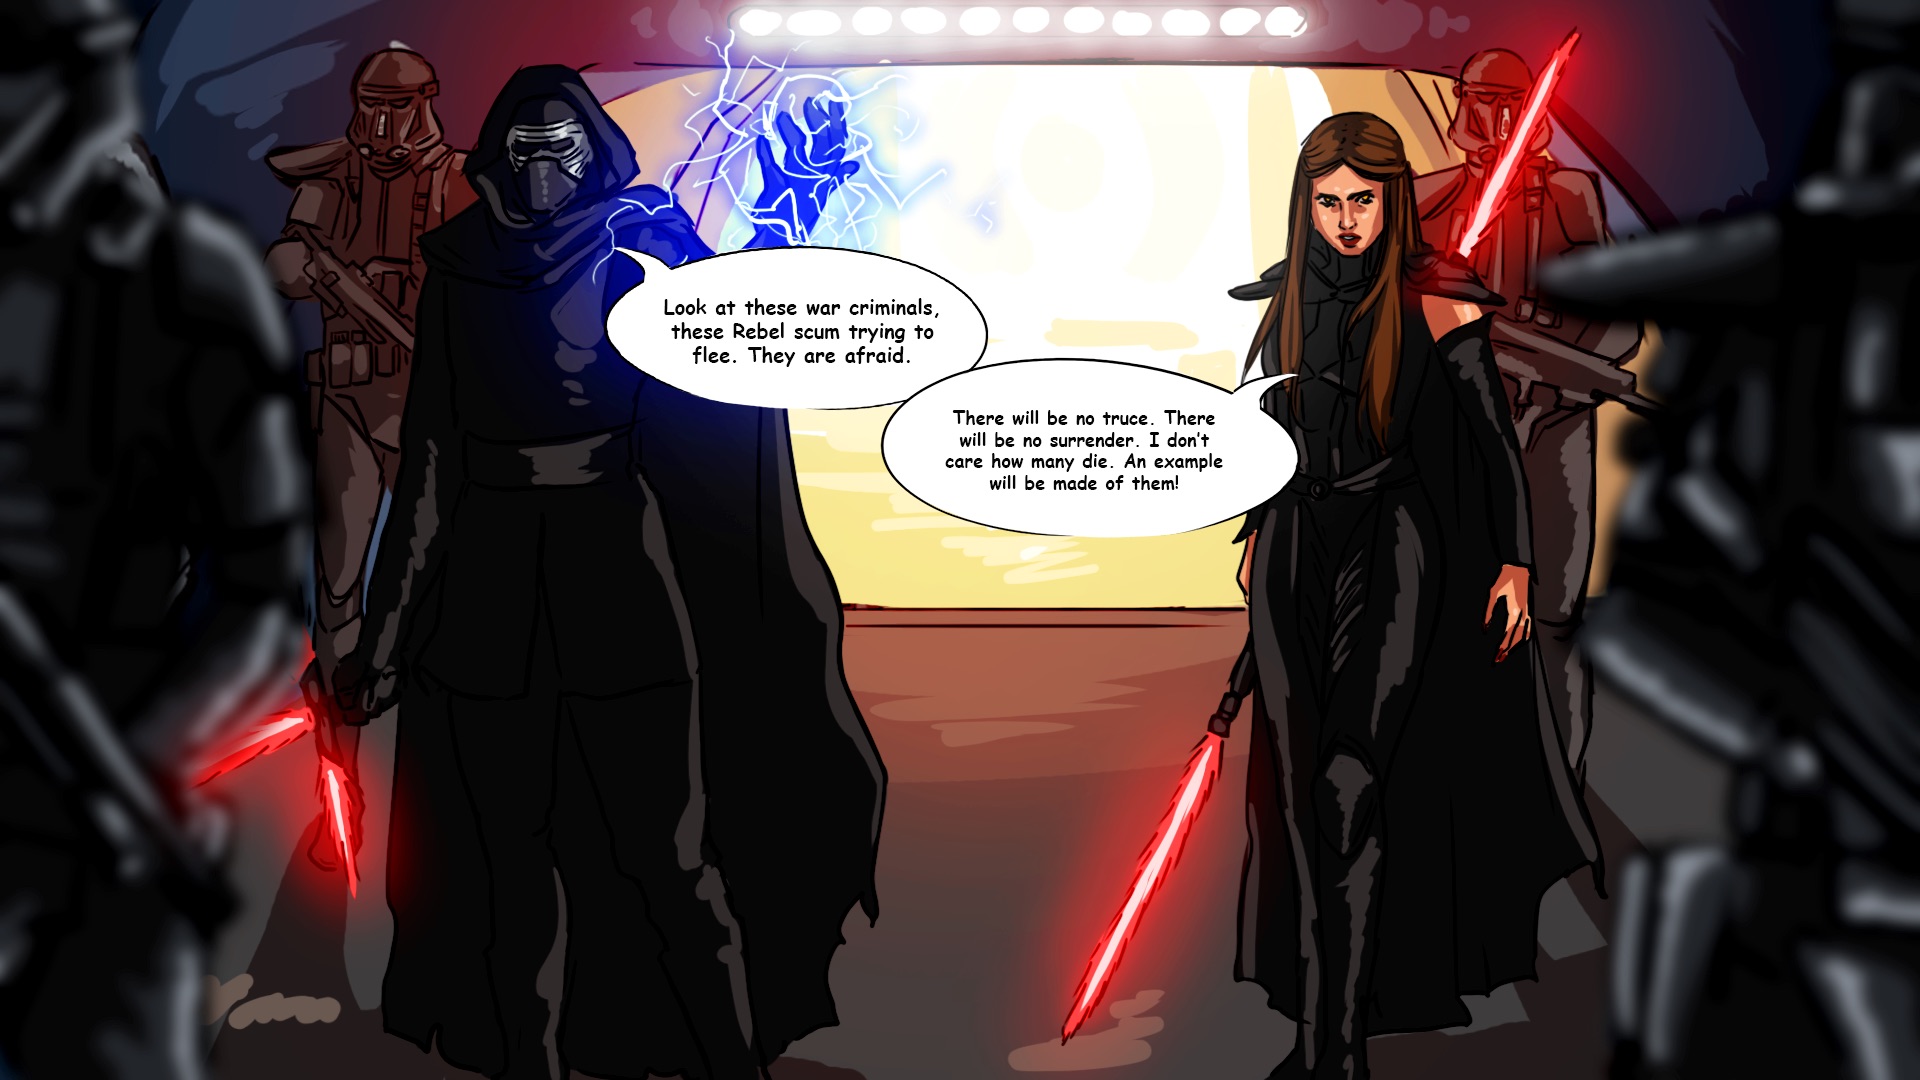 Look at these war criminals,
these Rebel scum trying to
flee. They are afraid.
There will be no truce. There
will be no surrender. I don't
care how many die. An example
will be made of them!